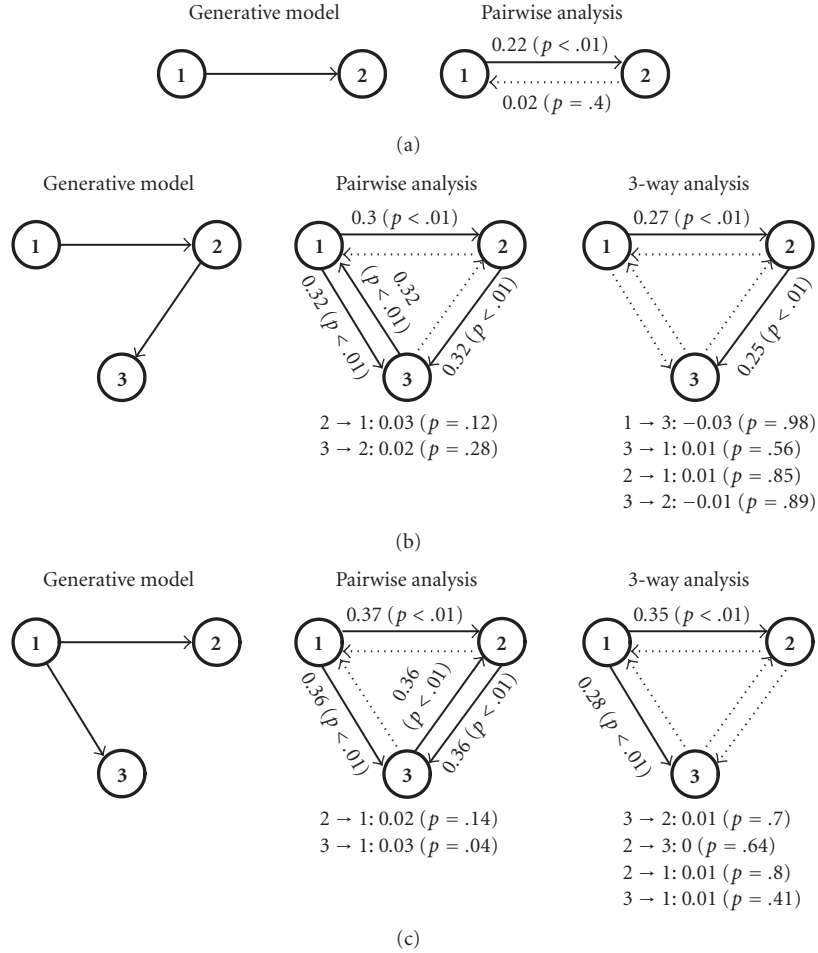 Generative model
Pairwise analysis
1
2
0.22 (p < .01)
1
2
0.02 (p = .4)
(a)
Generative model
Pairwise analysis
3-way analysis
1
2
3
0.3 (p < .01)
1
2
0.32
(p < .01)
0.32 (p < .01)
0.32 (p < .01)
3
2 → 1: 0.03 (p = .12)
3 → 2: 0.02 (p = .28)
0.27 (p < .01)
1
2
0.25 (p < .01)
3
1 → 3: −0.03 (p = .98)
3 → 1: 0.01 (p = .56)
2 → 1: 0.01 (p = .85)
3 → 2: −0.01 (p = .89)
(b)
Generative model
Pairwise analysis
3-way analysis
1
2
3
0.37 (p < .01)
1
2
0.36
(p < .01)
0.36 (p < .01)
0.36 (p < .01)
3
2 → 1: 0.02 (p = .14)
3 → 1: 0.03 (p = .04)
0.35 (p < .01)
1
2
0.28 (p < .01)
3
3 → 2: 0.01 (p = .7)
2 → 3: 0 (p = .64)
2 → 1: 0.01 (p = .8)
3 → 1: 0.01 (p = .41)
(c)